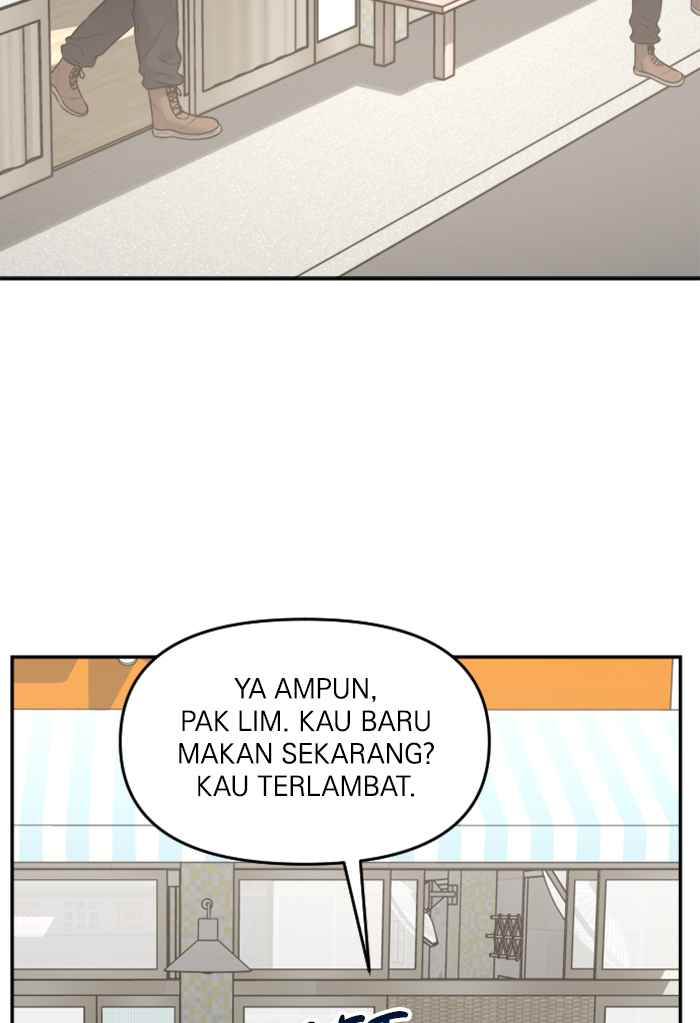 YA AMPUN,
PAK LIM. KAU BARU
MAKAN SEKARANG?
KAU TERLAMBAT.